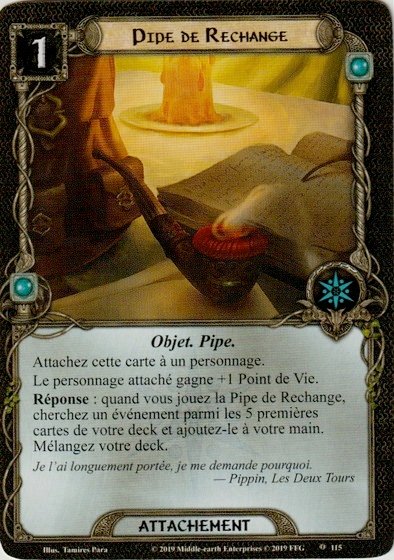 1
Pipe de Rechange
Objet. Pipe.
Attachez cette carte à un personnage.
Le personnage attaché gagne +1 Point de Vie.
Réponse : quand vous jouez la Pipe de Rechange,
cherchez un événement parmi les 5 premières
cartes de votre deck et ajoutez-le à votre main.
Mélangez votre deck.
Je l'ai longuement portée, je me demande pourquoi.
— Pippin, Les Deux Tours
ATTACHEMENT
Illus. Tamires Para © 2019 Middle-earth Enterprises © 2019 FFG 115